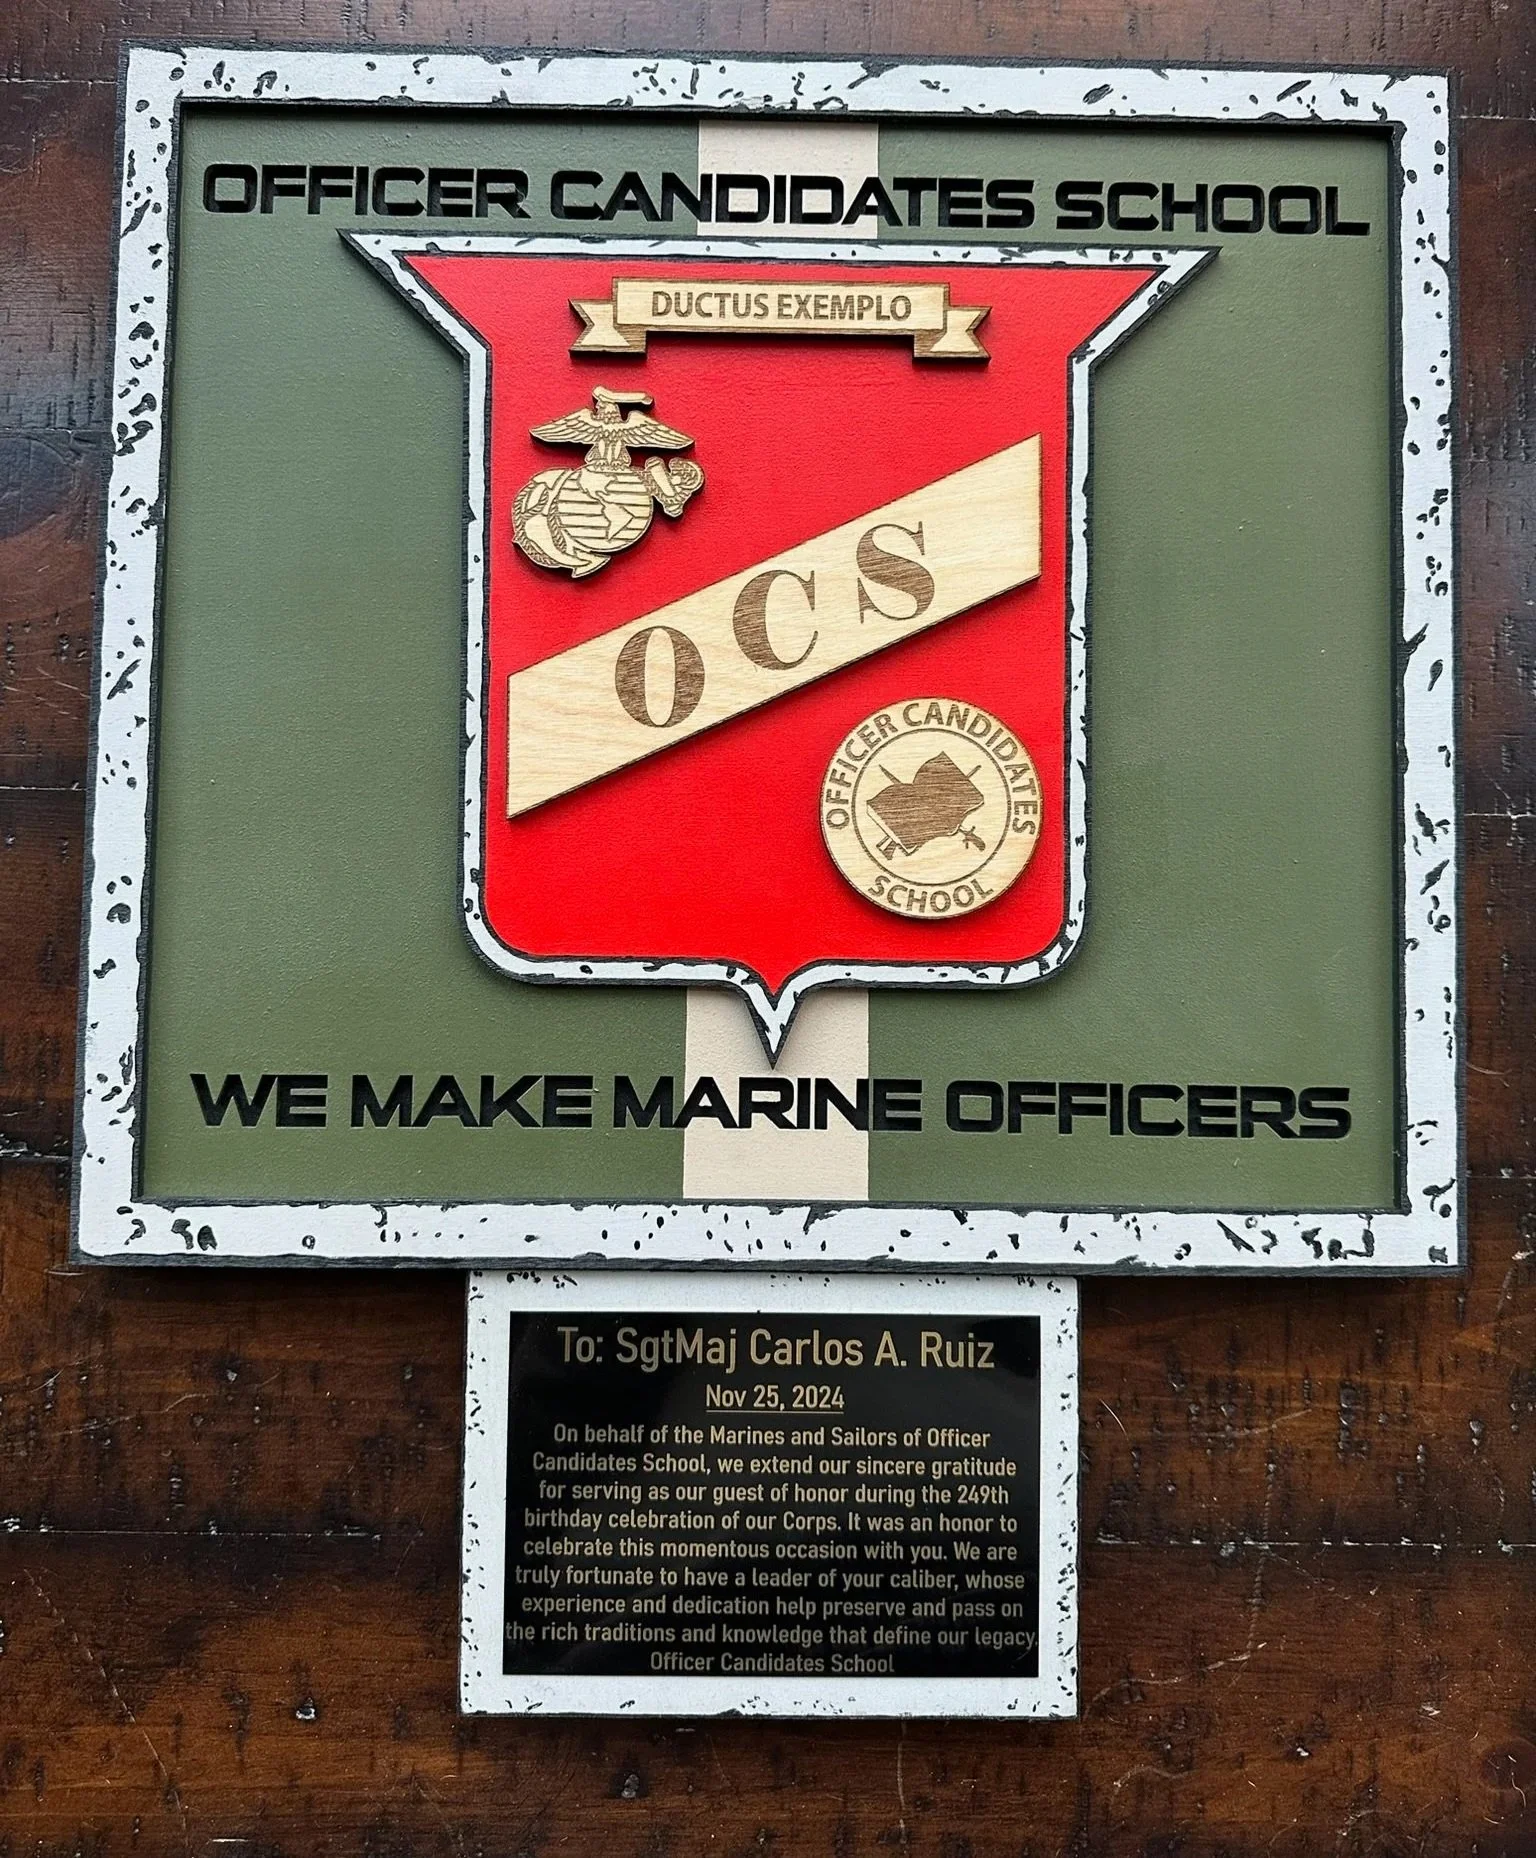 OFFICER CANDIDATES SCHOOL
DUCTUS EXEMPLO
OCS
OFFICER CANDIDATES
SCHOOL
WE MAKE MARINE OFFICERS
To: SgtMaj Carlos A. Ruiz
Nov 25, 2024
On behalf of the Marines and Sailors of Officer
Candidates School, we extend our sincere gratitude
for serving as our guest of honor during the 249th
birthday celebration of our Corps. It was an honor to
celebrate this momentous occasion with you. We are
truly fortunate to have a leader of your caliber, whose
experience and dedication help preserve and pass on
the rich traditions and knowledge that define our legacy.
Officer Candidates School